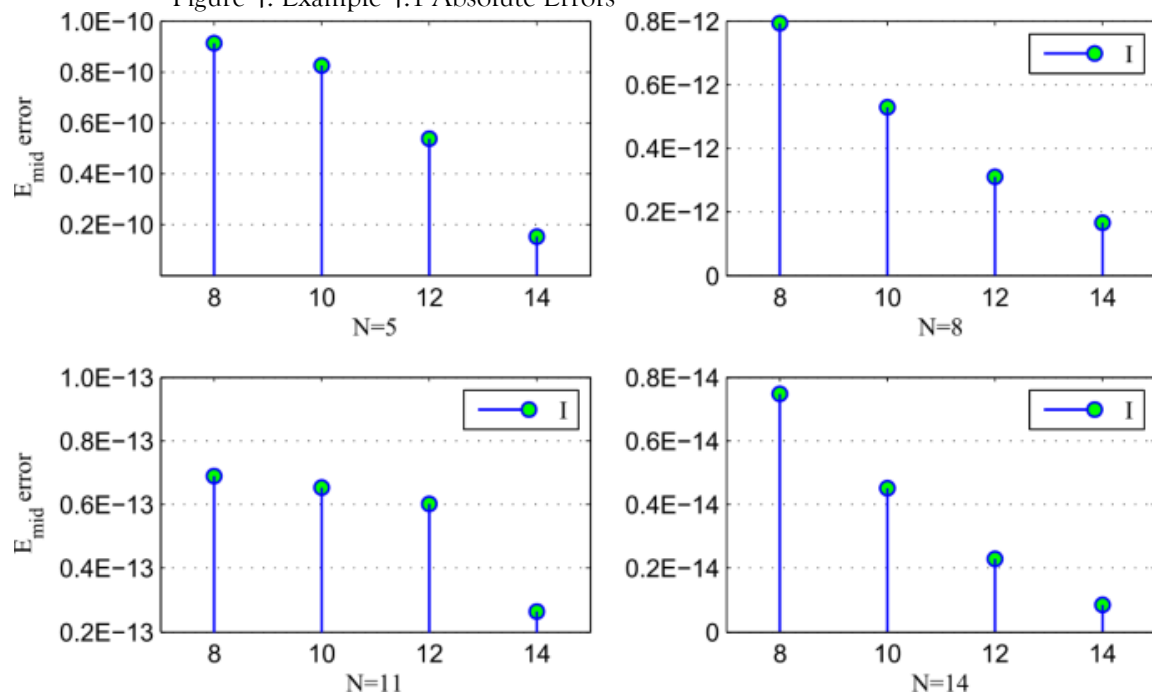 Figure 4: Example 4.1 Absolute Errors
1.0E−10
0.8E−10
0.6E−10
0.4E−10
0.2E−10
E_mid error
8 10 12 14
N=5
0.8E−12
0.6E−12
0.4E−12
0.2E−12
0
I
8 10 12 14
N=8
1.0E−13
0.8E−13
0.6E−13
0.4E−13
0.2E−13
E_mid error
I
8 10 12 14
N=11
0.8E−14
0.6E−14
0.4E−14
0.2E−14
0
I
8 10 12 14
N=14